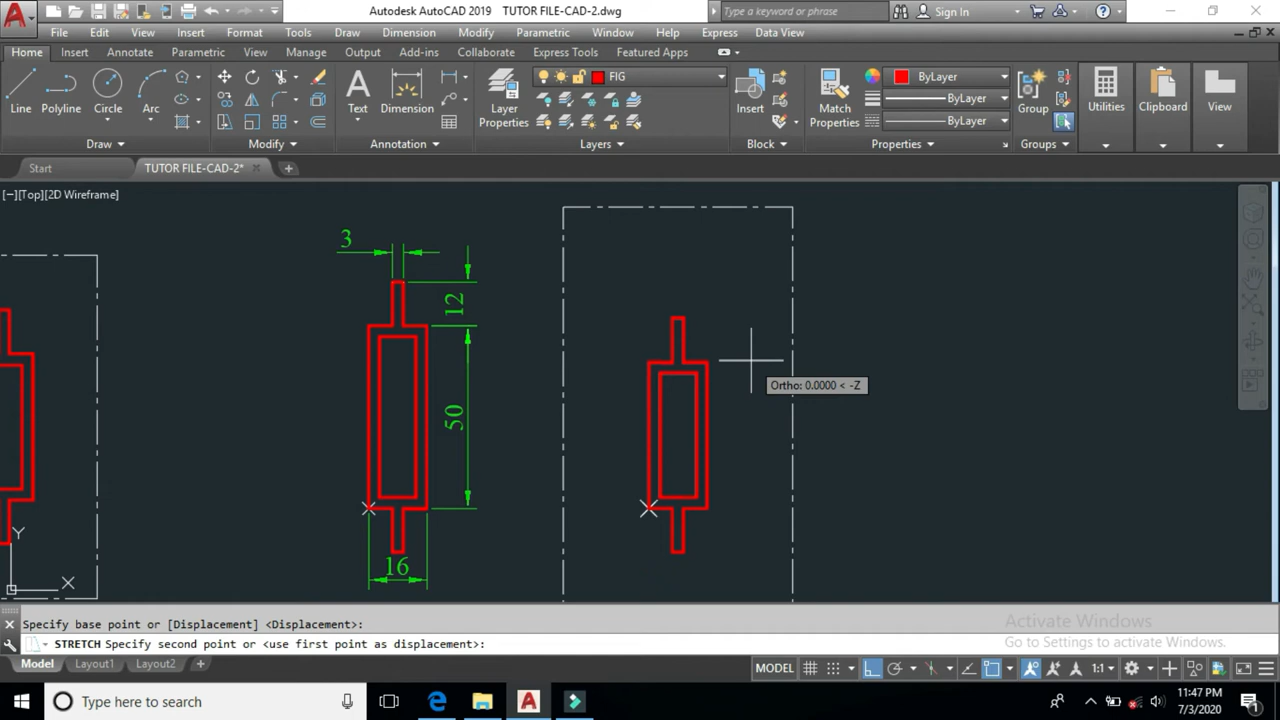 Autodesk AutoCAD 2019 TUTOR FILE-CAD-2.dwg
Type a keyword or phrase
Sign In
File Edit View Insert Format Tools Draw Dimension Modify Parametric Window Help Express Data View
Home Insert Annotate Parametric View Manage Output Add-ins Collaborate Express Tools Featured Apps
Line Polyline Circle Arc
Text Dimension
Layer Properties
FIG
Insert
Match Properties
ByLayer
ByLayer
ByLayer
Group
Utilities
Clipboard
View
Draw Modify Annotation Layers Block Properties Groups
Start
TUTOR FILE-CAD-2*
[−][Top][2D Wireframe]
3
12
50
16
Ortho: 0.0000 < -Z
Y
X
Specify base point or [Displacement] <Displacement>:
STRETCH Specify second point or <use first point as displacement>:
Activate Windows
Go to Settings to activate Windows.
Model Layout1 Layout2
MODEL
1:1
Type here to search
11:47 PM
7/3/2020
1